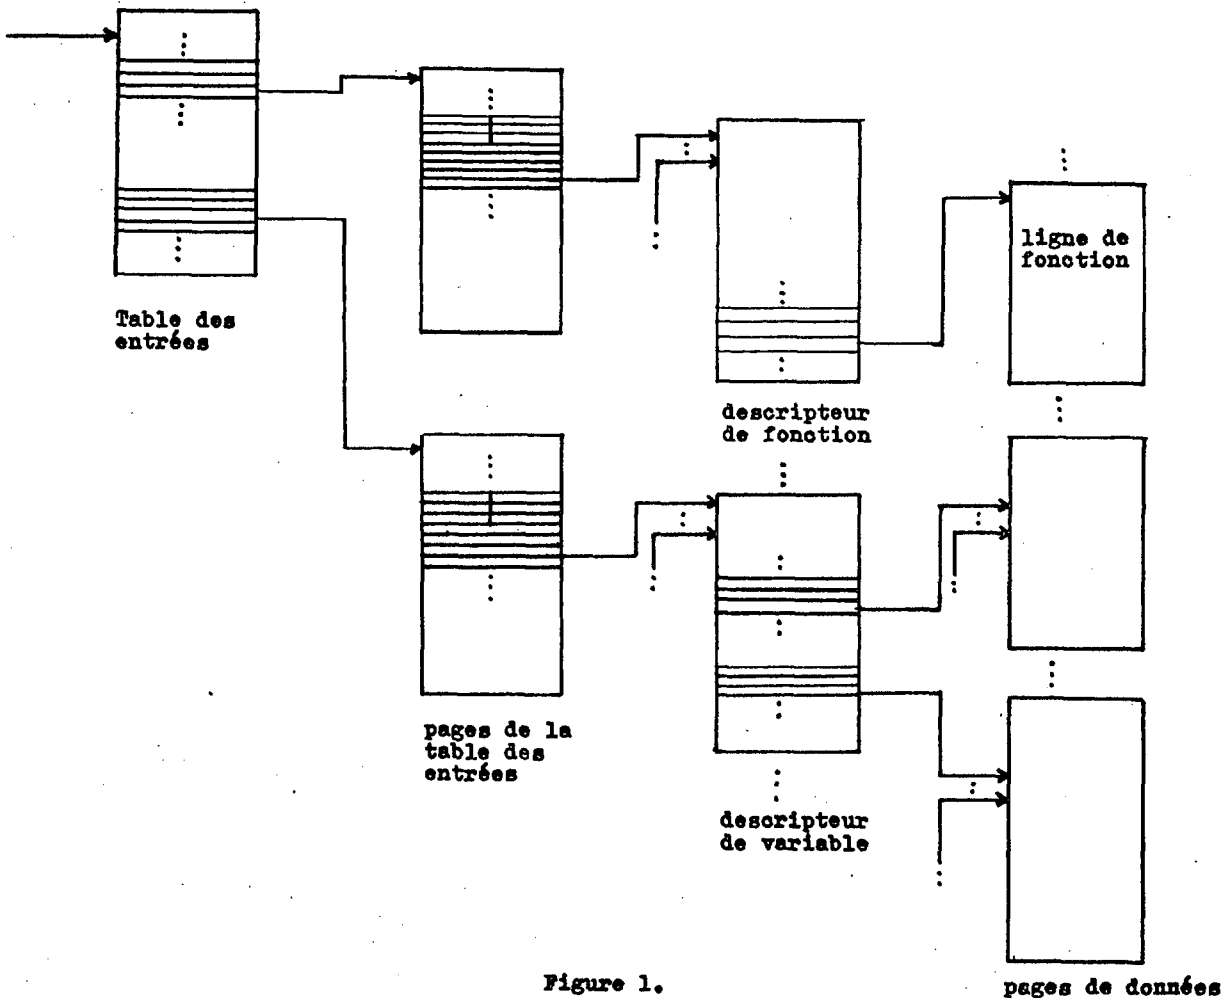 Table des
entrées
ligne de
fonction
descripteur
de fonction
pages de la
table des
entrées
descripteur
de variable
pages de données
Figure 1.